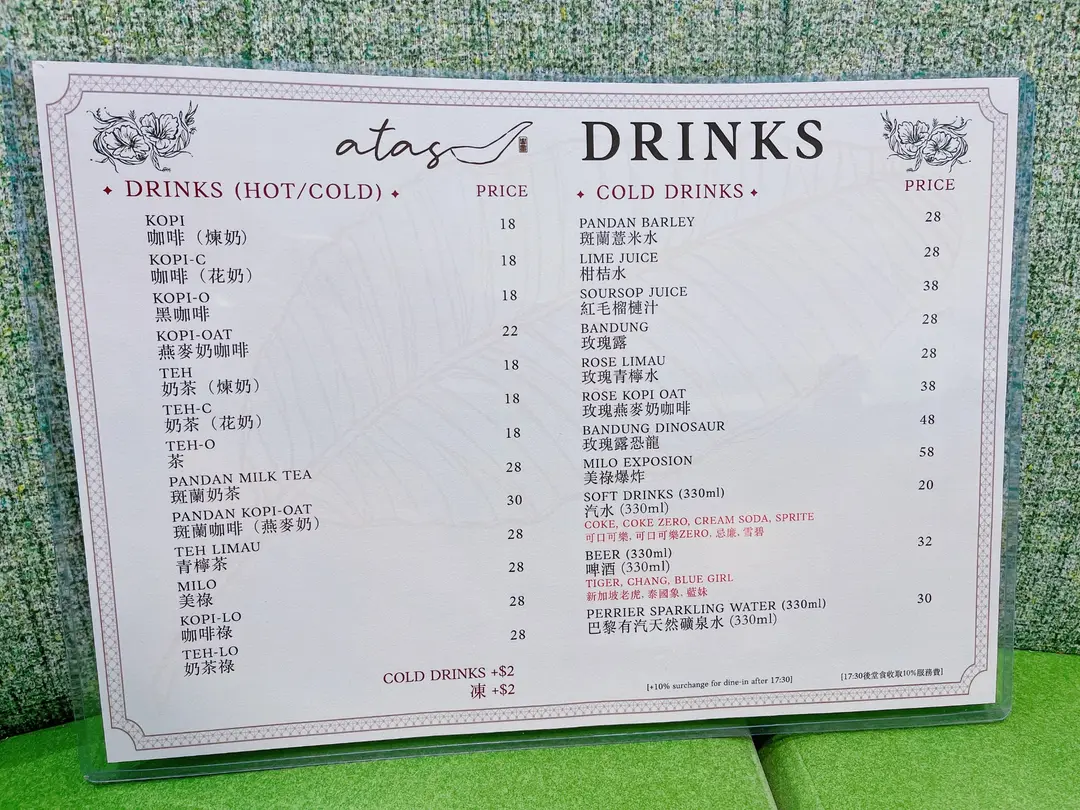 atas
DRINKS
DRINKS (HOT/COLD) PRICE
KOPI 18
咖啡（煉奶）
KOPI-C 18
咖啡（花奶）
KOPI-O 18
黑咖啡
KOPI-OAT 22
燕麥奶咖啡
TEH 18
奶茶（煉奶）
TEH-C 18
奶茶（花奶）
TEH-O 18
茶
PANDAN MILK TEA 28
斑蘭奶茶
PANDAN KOPI-OAT 30
斑蘭咖啡（燕麥奶）
TEH LIMAU 28
青檸茶
MILO 28
美祿
KOPI-LO 28
咖啡祿
TEH-LO 28
奶茶祿
COLD DRINKS +$2
凍 +$2
COLD DRINKS PRICE
PANDAN BARLEY 28
斑蘭薏米水
LIME JUICE 28
柑桔水
SOURSOP JUICE 38
紅毛榴槤汁
BANDUNG 28
玫瑰露
ROSE LIMAU 28
玫瑰青檸水
ROSE KOPI OAT 38
玫瑰燕麥奶咖啡
BANDUNG DINOSAUR 48
玫瑰露恐龍
MILO EXPOSION 58
美祿爆炸
SOFT DRINKS (330ml) 20
汽水 (330ml)
COKE, COKE ZERO, CREAM SODA, SPRITE
可口可樂, 可口可樂ZERO, 忌廉, 雪碧
BEER (330ml) 32
啤酒 (330ml)
TIGER, CHANG, BLUE GIRL
新加坡老虎, 泰國象, 藍妹
PERRIER SPARKLING WATER (330ml) 30
巴黎有汽天然礦泉水 (330ml)
[+10% surchange for dine-in after 17:30] [17:30後堂食收取10%服務費]